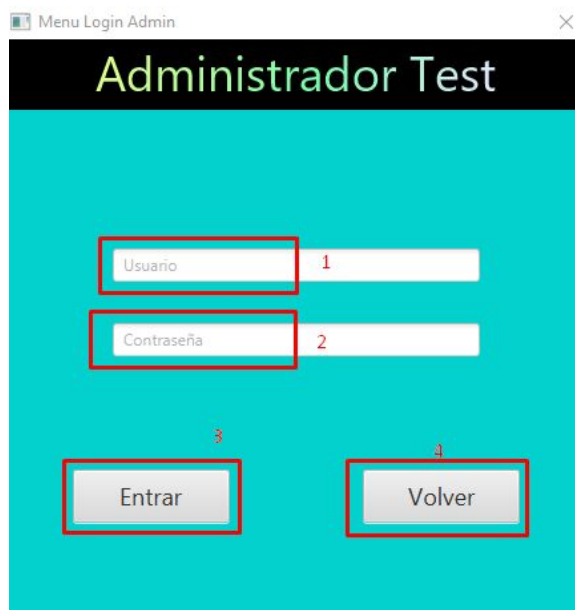 Menu Login Admin
Administrador Test
Usuario 1
Contraseña 2
3
4
Entrar
Volver